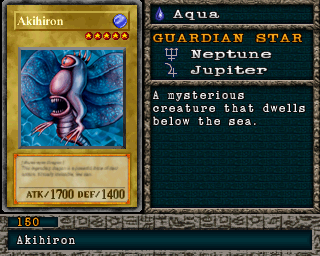 Akihiron
ATK/1700 DEF/1400
Aqua
GUARDIAN STAR
Neptune
Jupiter
A mysterious
creature that dwells
below the sea.
150
Akihiron